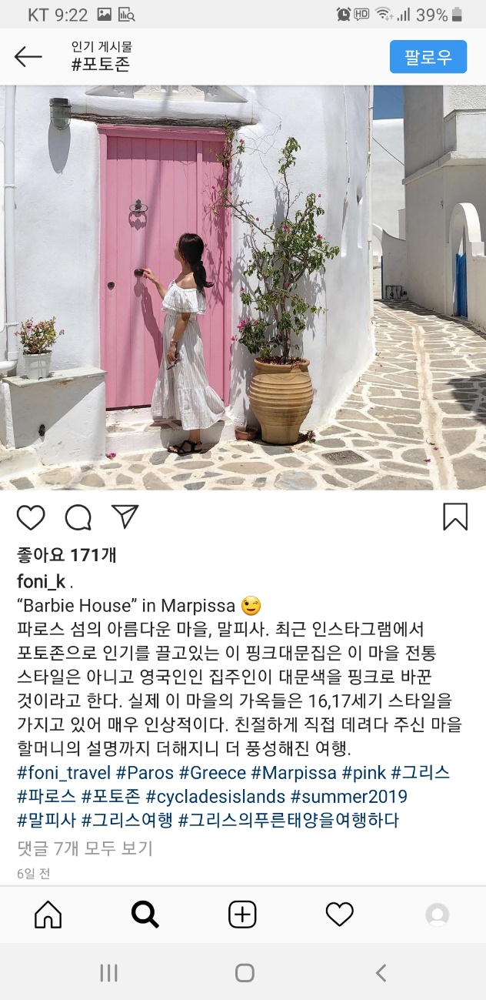 KT 9:22 HD 39%
인기 게시물
#포토존
팔로우
좋아요 171개
foni_k .
“Barbie House” in Marpissa 😉
파로스 섬의 아름다운 마을, 말피사. 최근 인스타그램에서
포토존으로 인기를 끌고있는 이 핑크대문집은 이 마을 전통
스타일은 아니고 영국인인 집주인이 대문색을 핑크로 바꾼
것이라고 한다. 실제 이 마을의 가옥들은 16,17세기 스타일을
가지고 있어 매우 인상적이다. 친절하게 직접 데려다 주신 마을
할머니의 설명까지 더해지니 더 풍성해진 여행.
#foni_travel #Paros #Greece #Marpissa #pink #그리스
#파로스 #포토존 #cycladesislands #summer2019
#말피사 #그리스여행 #그리스의푸른태양을여행하다
댓글 7개 모두 보기
6일 전